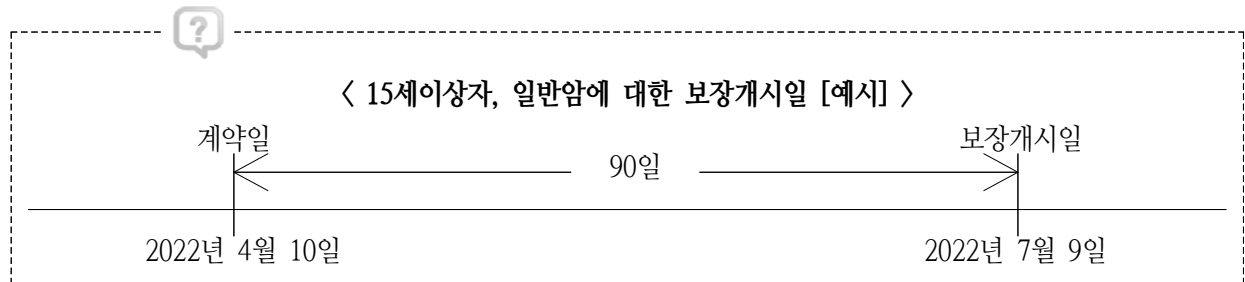 ?
< 15세이상자, 일반암에 대한 보장개시일 [예시] >
계약일 보장개시일
90일
2022년 4월 10일 2022년 7월 9일